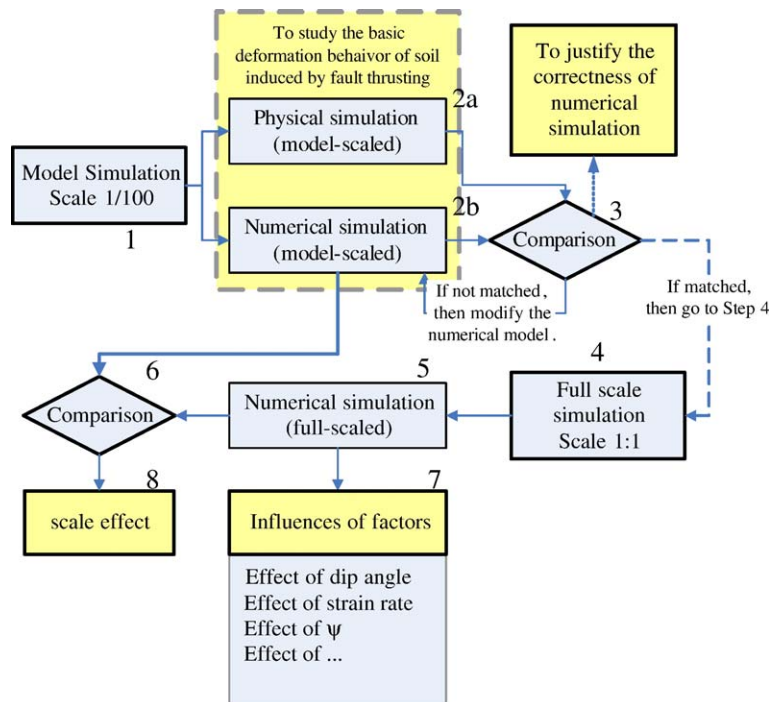 To study the basic
deformation behaivor of soil
induced by fault thrusting
2a
Physical simulation
(model-scaled)
To justify the
correctness of
numerical
simulation
Model Simulation
Scale 1/100
1
2b
Numerical simulation
(model-scaled)
3
Comparison
If not matched,
then modify the
numerical model.
If matched,
then go to Step 4
4
Full scale
simulation
Scale 1:1
5
Numerical simulation
(full-scaled)
6
Comparison
8
scale effect
7
Influences of factors
Effect of dip angle
Effect of strain rate
Effect of ψ
Effect of ...